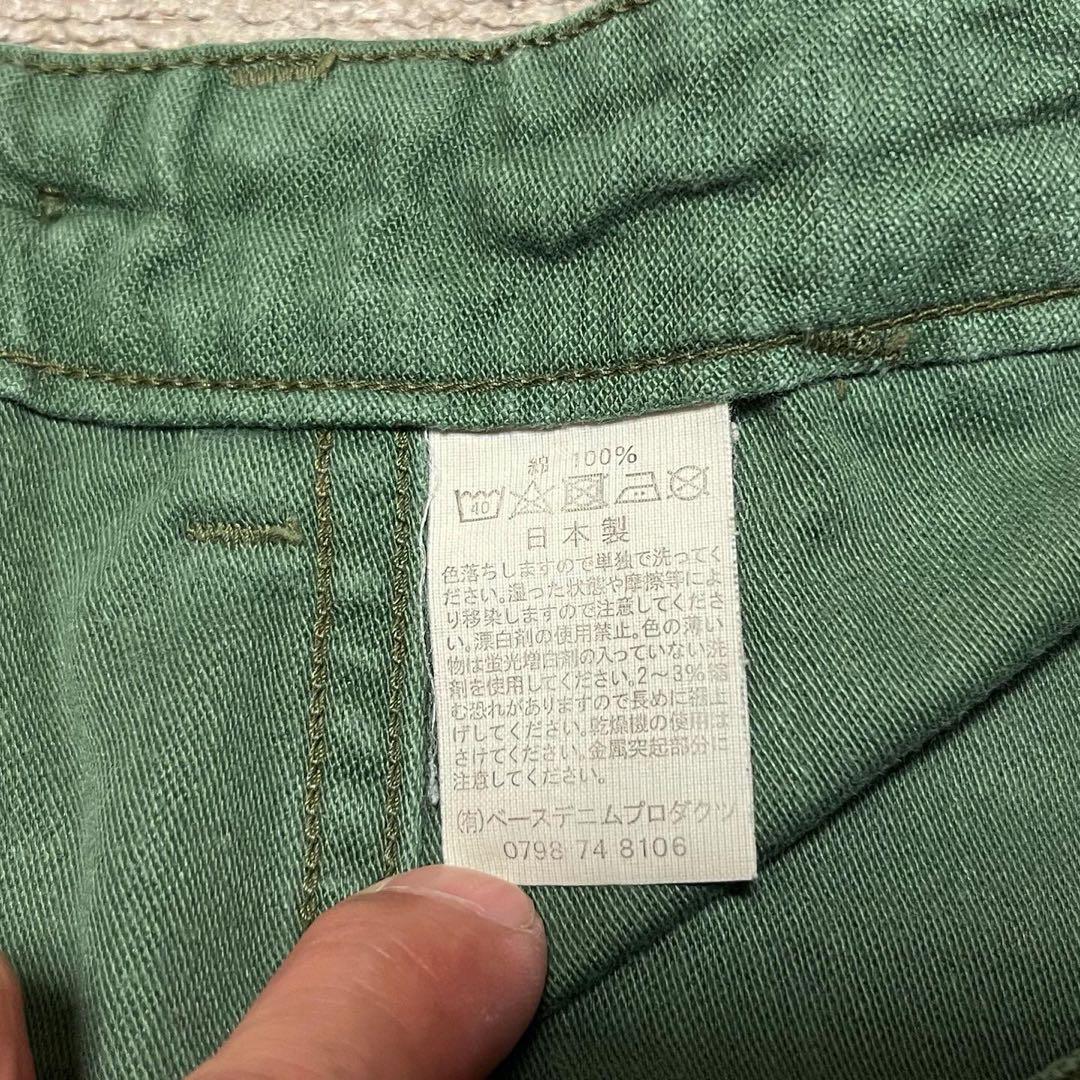 綿 100%
40
日本製
色落ちしますので単独で洗ってく
ださい。湿った状態や摩擦等によ
り移染しますので注意してくださ
い。漂白剤の使用禁止。色の薄い
物は蛍光増白剤の入っていない洗
剤を使用してください。2〜3%縮
む恐れがありますので長めに裾上
げしてください。乾燥機の使用は
さけてください。金属突起部分に
注意してください。
(有)ベースデニムプロダクツ
0798 74 8106